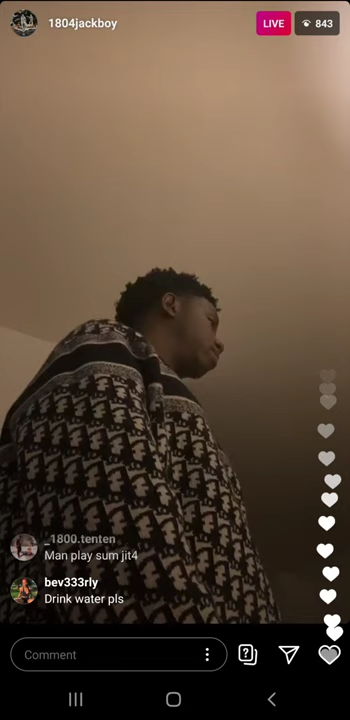 1804jackboy
LIVE
843
_1800.tenten
Man play sum jit4
bev333rly
Drink water pls
Comment